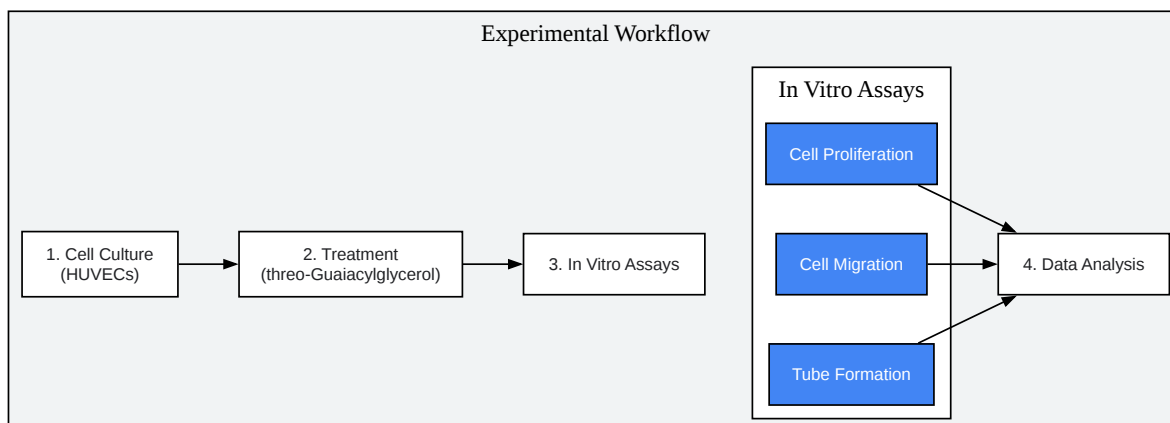 Experimental Workflow
1. Cell Culture
(HUVECs)
2. Treatment
(threo-Guaiacylglycerol)
3. In Vitro Assays
In Vitro Assays
Cell Proliferation
Cell Migration
Tube Formation
4. Data Analysis